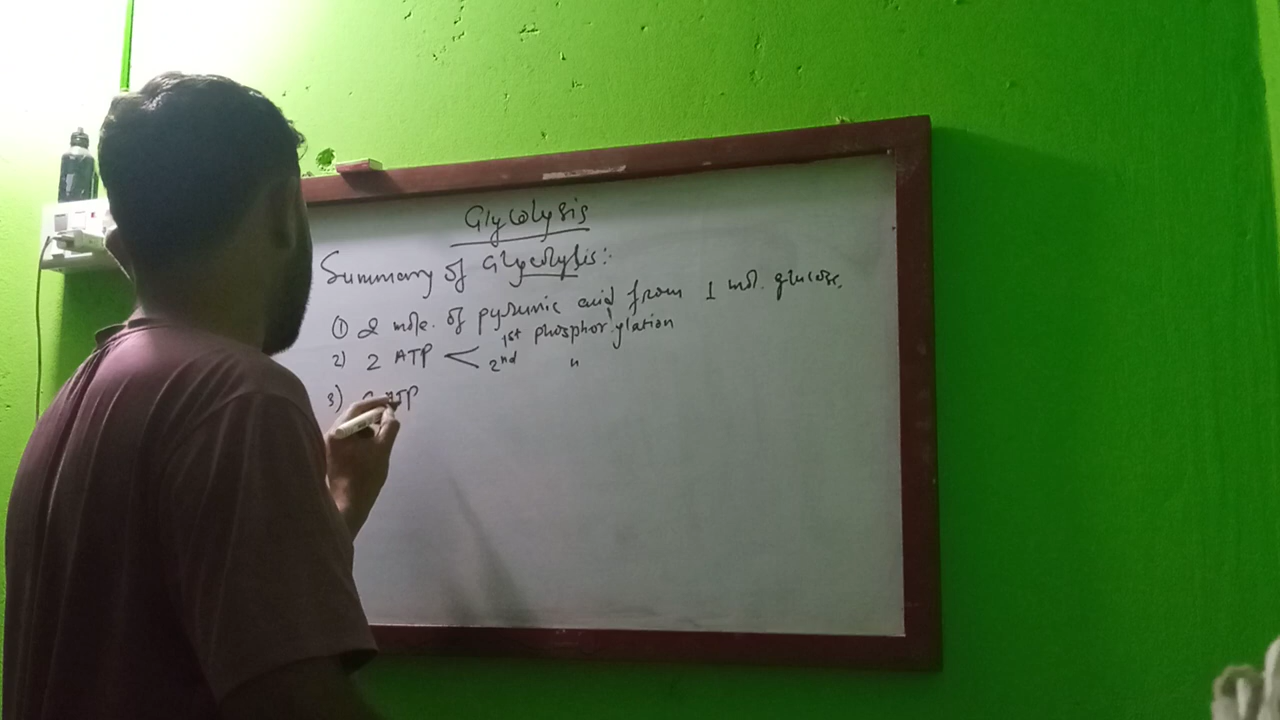 Glycolysis
Summary of Glycolysis:
① 2 mole. of pyruvic acid from 1 mol. glucose.
2) 2 ATP < 1st phosphorylation
2nd "
3) ATP